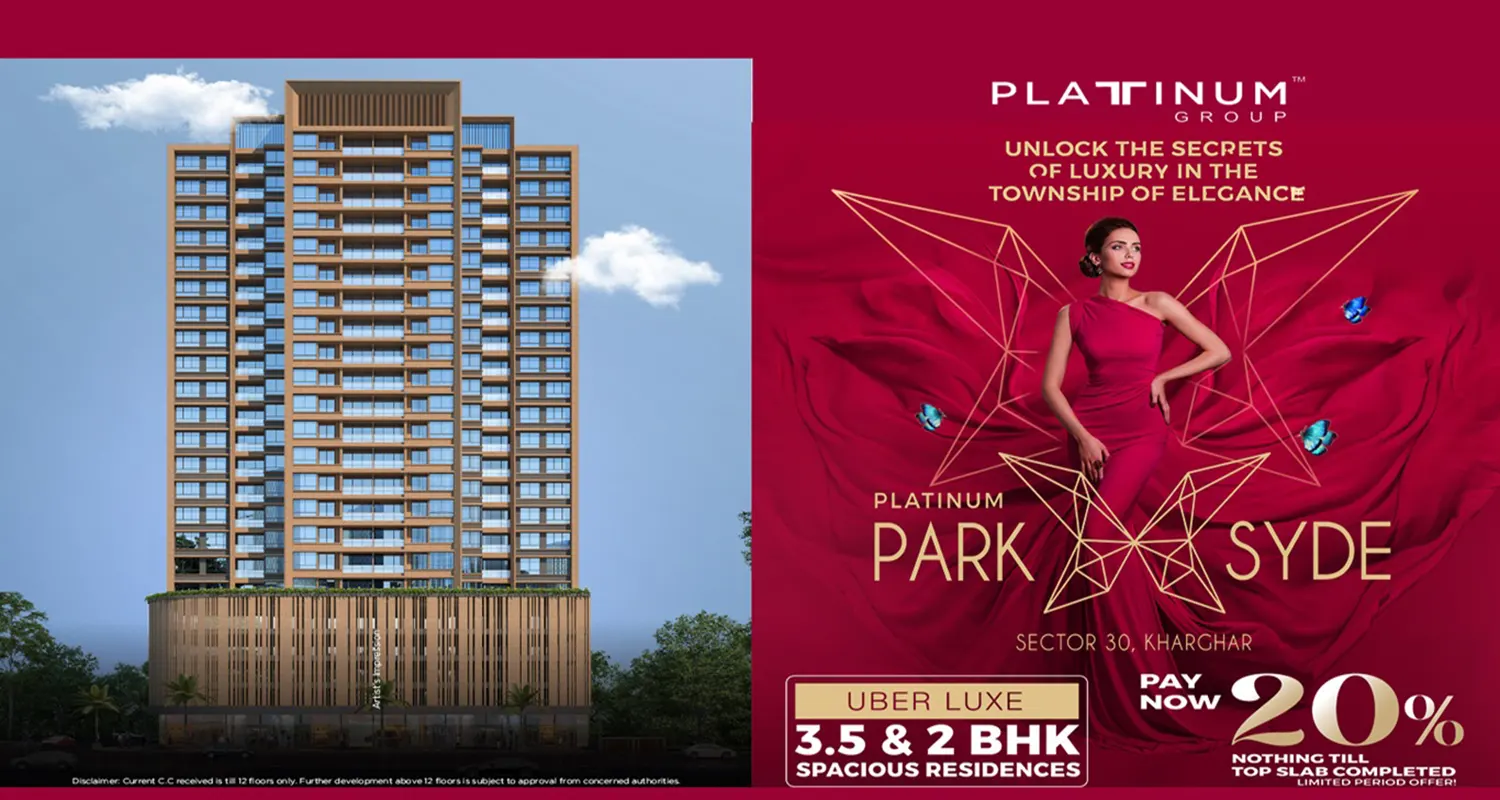 Artist's Impression
Disclaimer: Current C.C received is till 12 floors only. Further development above 12 floors is subject to approval from concerned authorities.
PLATINUM™
GROUP
UNLOCK THE SECRETS
OF LUXURY IN THE
TOWNSHIP OF ELEGANCE
PLATINUM
PARK SYDE
SECTOR 30, KHARGHAR
UBER LUXE
3.5 & 2 BHK
SPACIOUS RESIDENCES
PAY
NOW
20%
NOTHING TILL
TOP SLAB COMPLETED
LIMITED PERIOD OFFER!